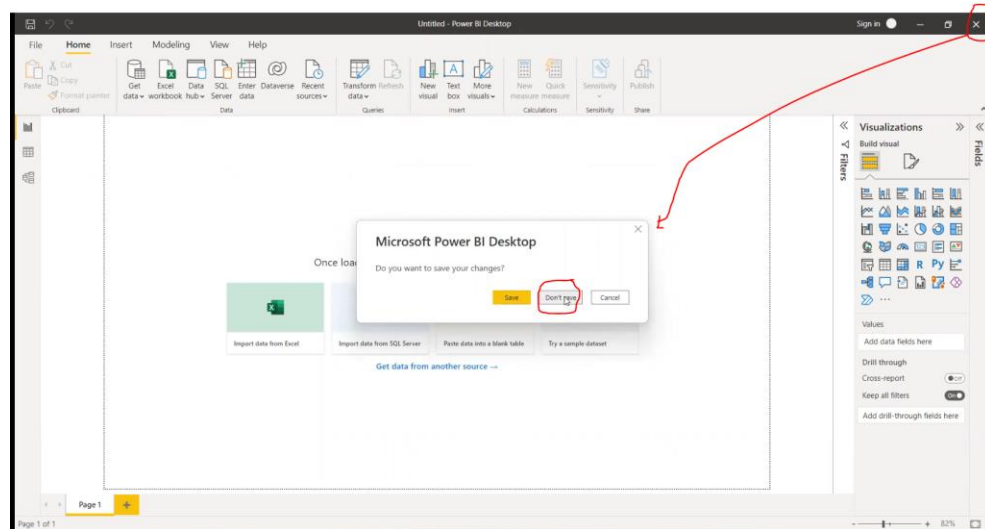 Untitled - Power BI Desktop
Sign in
File Home Insert Modeling View Help
Paste
Cut
Copy
Format painter
Get data
Excel workbook
Data hub
SQL Server
Enter data
Dataverse
Recent sources
Transform data
Refresh
New visual
Text box
More visuals
New measure
Quick measure
Sensitivity
Publish
Clipboard
Data
Queries
Insert
Calculations
Sensitivity
Share
Once loa
Microsoft Power BI Desktop
Do you want to save your changes?
Save
Don't save
Cancel
Import data from Excel
Import data from SQL Server
Paste data into a blank table
Try a sample dataset
Get data from another source →
Filters
Visualizations
Build visual
R
Py
Values
Add data fields here
Drill through
Cross-report
Off
Keep all filters
On
Add drill-through fields here
Fields
Page 1
Page 1 of 1
82%